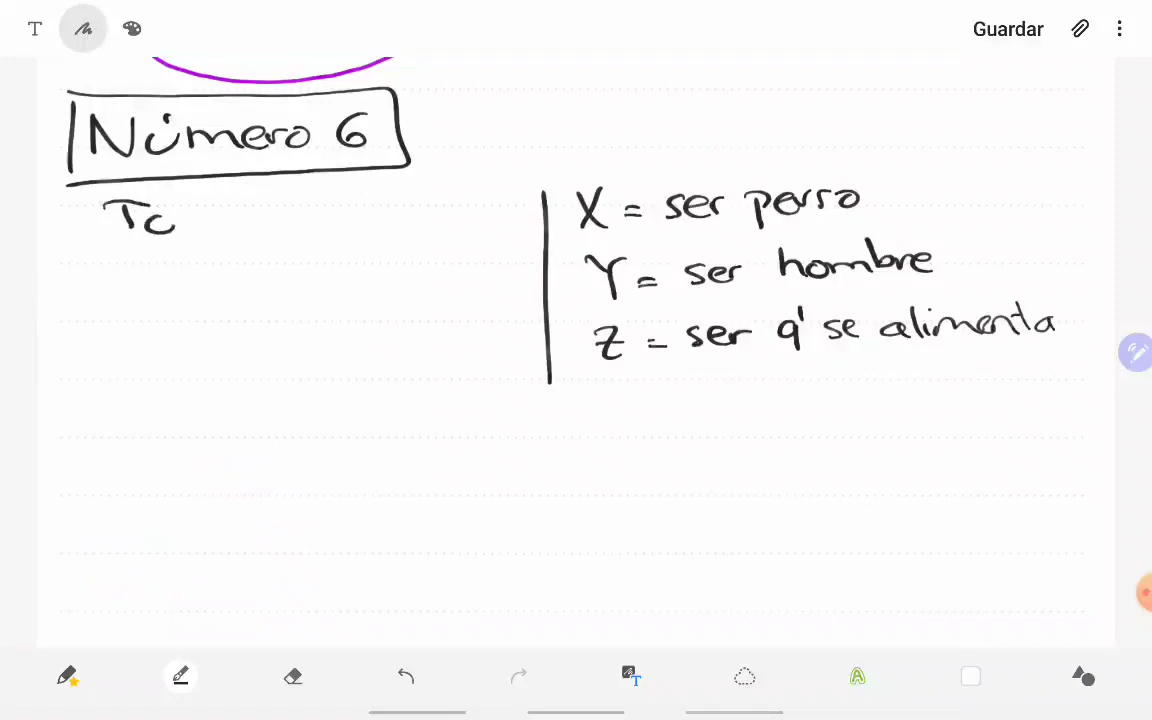 T
Guardar
Número 6
Tc
X = ser perro
Y = ser hombre
Z = ser q' se alimenta
T
A